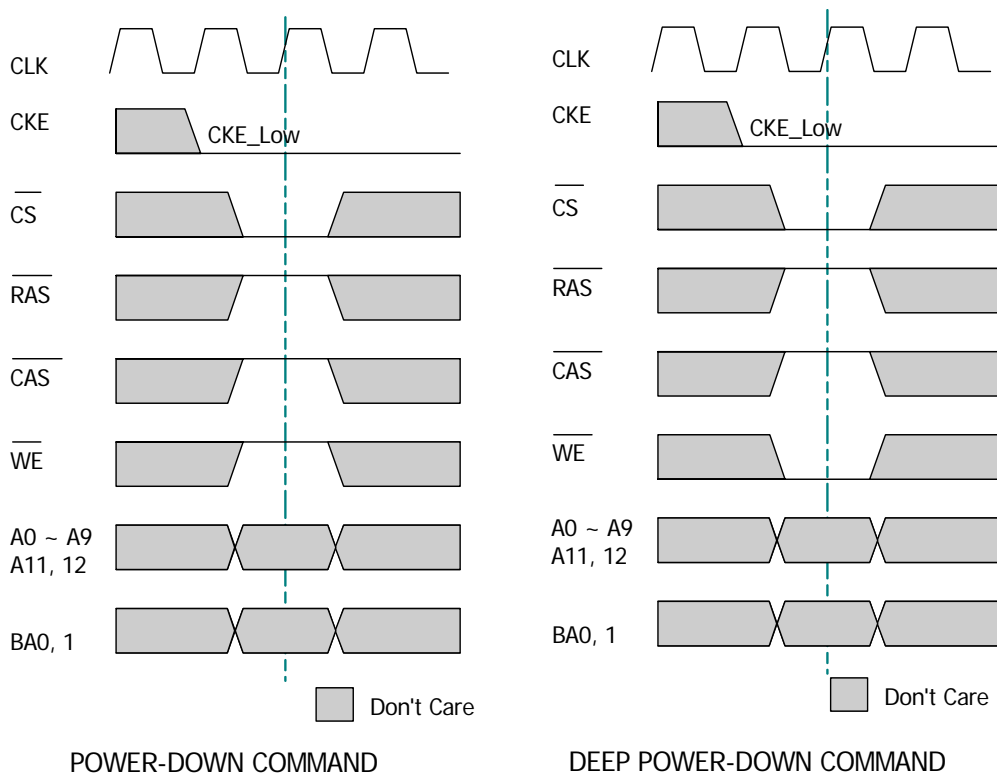 CLK
CKE
CKE_Low
CS
RAS
CAS
WE
A0 ~ A9
A11, 12
BA0, 1
Don't Care
POWER-DOWN COMMAND
CLK
CKE
CKE_Low
CS
RAS
CAS
WE
A0 ~ A9
A11, 12
BA0, 1
Don't Care
DEEP POWER-DOWN COMMAND